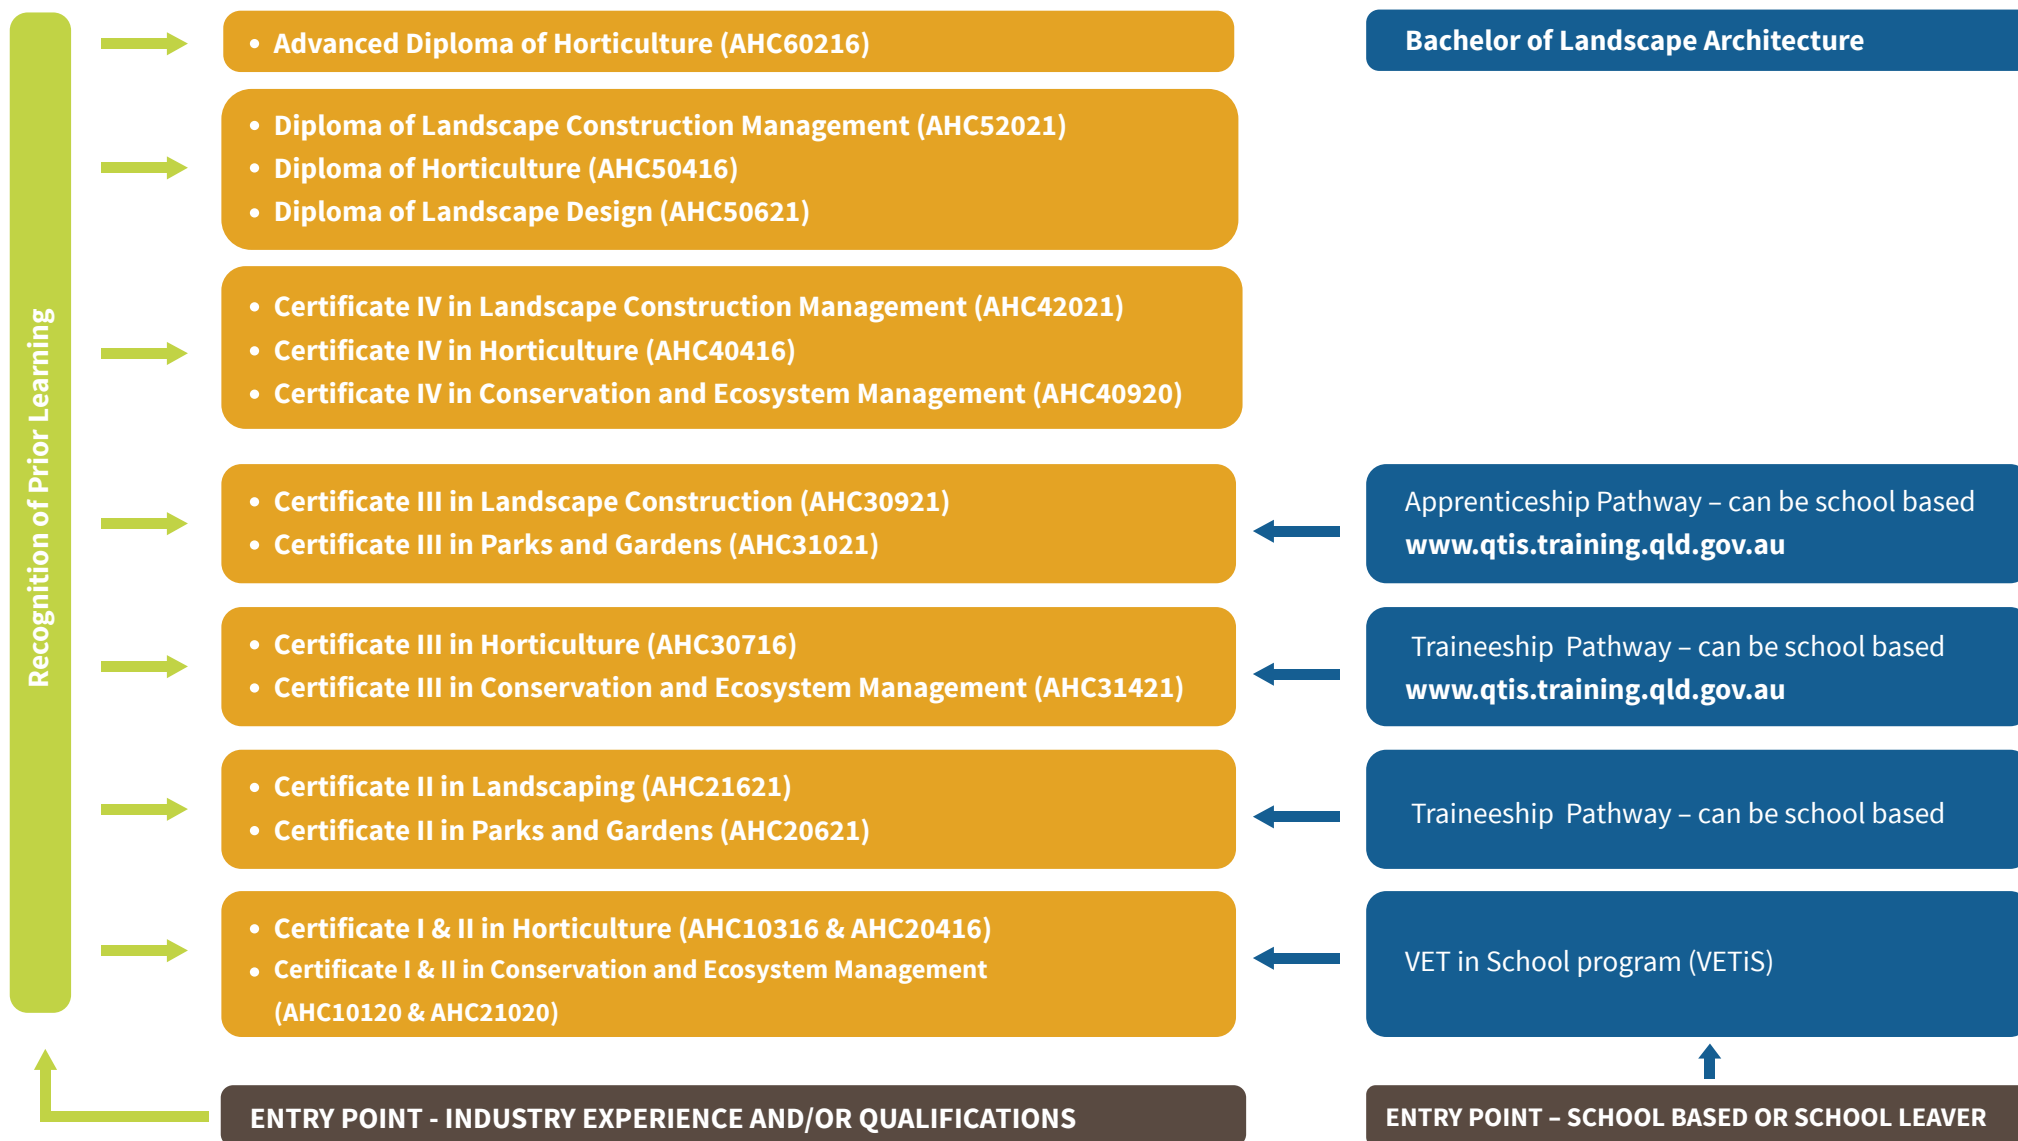 Recognition of Prior Learning
• Advanced Diploma of Horticulture (AHC60216)
Bachelor of Landscape Architecture
• Diploma of Landscape Construction Management (AHC52021)
• Diploma of Horticulture (AHC50416)
• Diploma of Landscape Design (AHC50621)
• Certificate IV in Landscape Construction Management (AHC42021)
• Certificate IV in Horticulture (AHC40416)
• Certificate IV in Conservation and Ecosystem Management (AHC40920)
• Certificate III in Landscape Construction (AHC30921)
• Certificate III in Parks and Gardens (AHC31021)
Apprenticeship Pathway – can be school based
www.qtis.training.qld.gov.au
• Certificate III in Horticulture (AHC30716)
• Certificate III in Conservation and Ecosystem Management (AHC31421)
Traineeship Pathway – can be school based
www.qtis.training.qld.gov.au
• Certificate II in Landscaping (AHC21621)
• Certificate II in Parks and Gardens (AHC20621)
Traineeship Pathway – can be school based
• Certificate I & II in Horticulture (AHC10316 & AHC20416)
• Certificate I & II in Conservation and Ecosystem Management
(AHC10120 & AHC21020)
VET in School program (VETiS)
ENTRY POINT - INDUSTRY EXPERIENCE AND/OR QUALIFICATIONS
ENTRY POINT – SCHOOL BASED OR SCHOOL LEAVER